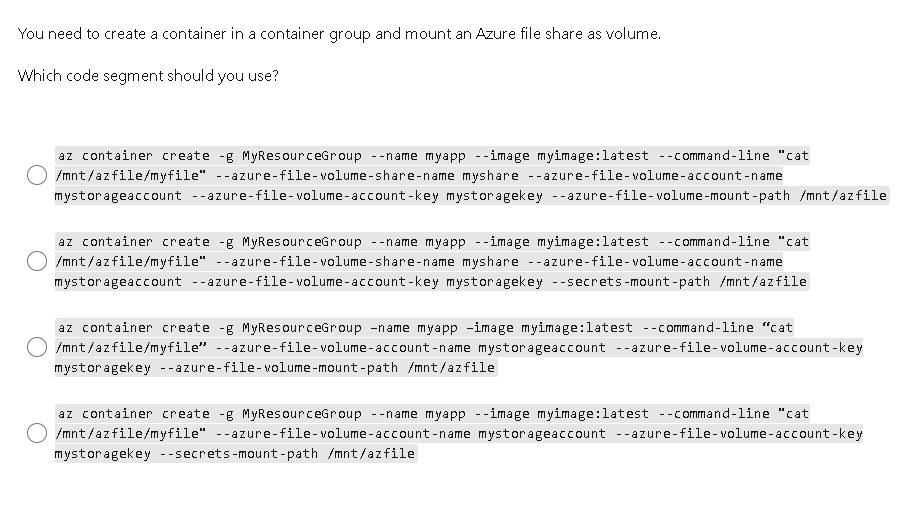 You need to create a container in a container group and mount an Azure file share as volume.
Which code segment should you use?
az container create -g MyResourceGroup --name myapp --image myimage:latest --command-line "cat
/mnt/azfile/myfile" --azure-file-volume-share-name myshare --azure-file-volume-account-name
mystorageaccount --azure-file-volume-account-key mystoragekey --azure-file-volume-mount-path /mnt/azfile
az container create -g MyResourceGroup --name myapp --image myimage:latest --command-line "cat
/mnt/azfile/myfile" --azure-file-volume-share-name myshare --azure-file-volume-account-name
mystorageaccount --azure-file-volume-account-key mystoragekey --secrets-mount-path /mnt/azfile
az container create -g MyResourceGroup –name myapp –image myimage:latest --command-line “cat
/mnt/azfile/myfile” --azure-file-volume-account-name mystorageaccount --azure-file-volume-account-key
mystoragekey --azure-file-volume-mount-path /mnt/azfile
az container create -g MyResourceGroup --name myapp --image myimage:latest --command-line "cat
/mnt/azfile/myfile" --azure-file-volume-account-name mystorageaccount --azure-file-volume-account-key
mystoragekey --secrets-mount-path /mnt/azfile